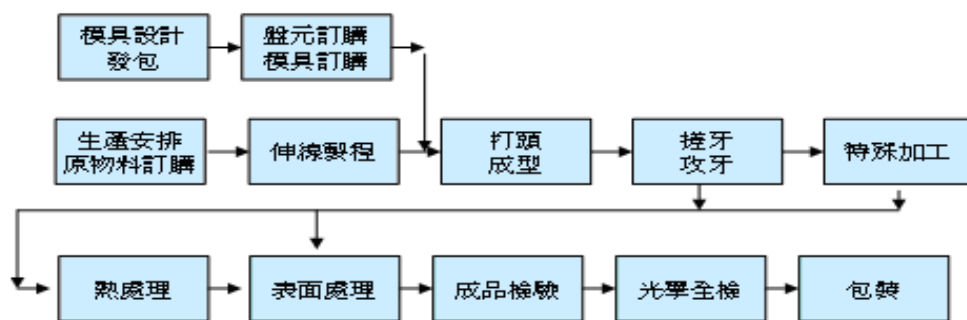 模具設計
發包
盤元訂購
模具訂購
生產安排
原物料訂購
伸線製程
打頭
成型
搓牙
攻牙
特殊加工
熱處理
表面處理
成品檢驗
光學全檢
包裝